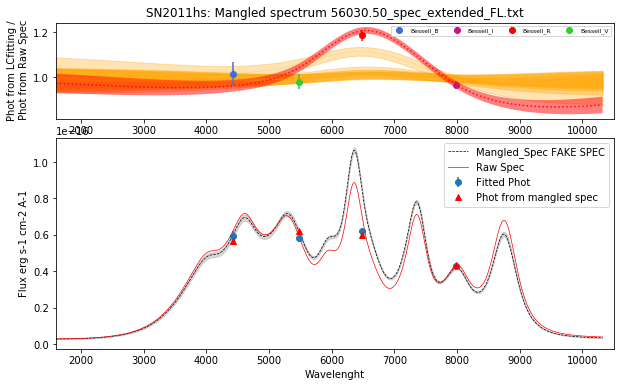 SN2011hs: Mangled spectrum 56030.50_spec_extended_FL.txt
Phot from LCfitting /
Phot from Raw Spec
1.2
1.0
Bessell_B
Bessell_I
Bessell_R
Bessell_V
2000 3000 4000 5000 6000 7000 8000 9000 10000
1e-16
Flux erg s-1 cm-2 A-1
1.0
0.8
0.6
0.4
0.2
0.0
Mangled_Spec FAKE SPEC
Raw Spec
Fitted Phot
Phot from mangled spec
2000 3000 4000 5000 6000 7000 8000 9000 10000
Wavelenght